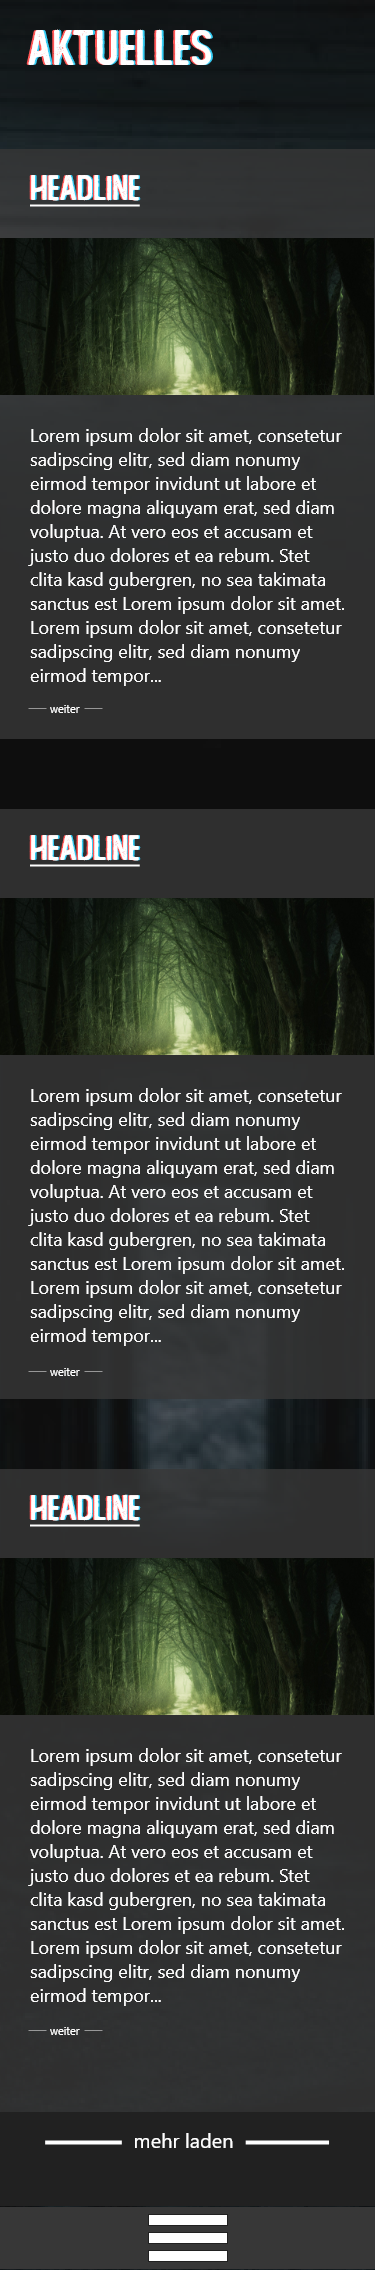 AKTUELLES
HEADLINE
Lorem ipsum dolor sit amet, consetetur
sadipscing elitr, sed diam nonumy
eirmod tempor invidunt ut labore et
dolore magna aliquyam erat, sed diam
voluptua. At vero eos et accusam et
justo duo dolores et ea rebum. Stet
clita kasd gubergren, no sea takimata
sanctus est Lorem ipsum dolor sit amet.
Lorem ipsum dolor sit amet, consetetur
sadipscing elitr, sed diam nonumy
eirmod tempor...
weiter
HEADLINE
Lorem ipsum dolor sit amet, consetetur
sadipscing elitr, sed diam nonumy
eirmod tempor invidunt ut labore et
dolore magna aliquyam erat, sed diam
voluptua. At vero eos et accusam et
justo duo dolores et ea rebum. Stet
clita kasd gubergren, no sea takimata
sanctus est Lorem ipsum dolor sit amet.
Lorem ipsum dolor sit amet, consetetur
sadipscing elitr, sed diam nonumy
eirmod tempor...
weiter
HEADLINE
Lorem ipsum dolor sit amet, consetetur
sadipscing elitr, sed diam nonumy
eirmod tempor invidunt ut labore et
dolore magna aliquyam erat, sed diam
voluptua. At vero eos et accusam et
justo duo dolores et ea rebum. Stet
clita kasd gubergren, no sea takimata
sanctus est Lorem ipsum dolor sit amet.
Lorem ipsum dolor sit amet, consetetur
sadipscing elitr, sed diam nonumy
eirmod tempor...
weiter
mehr laden